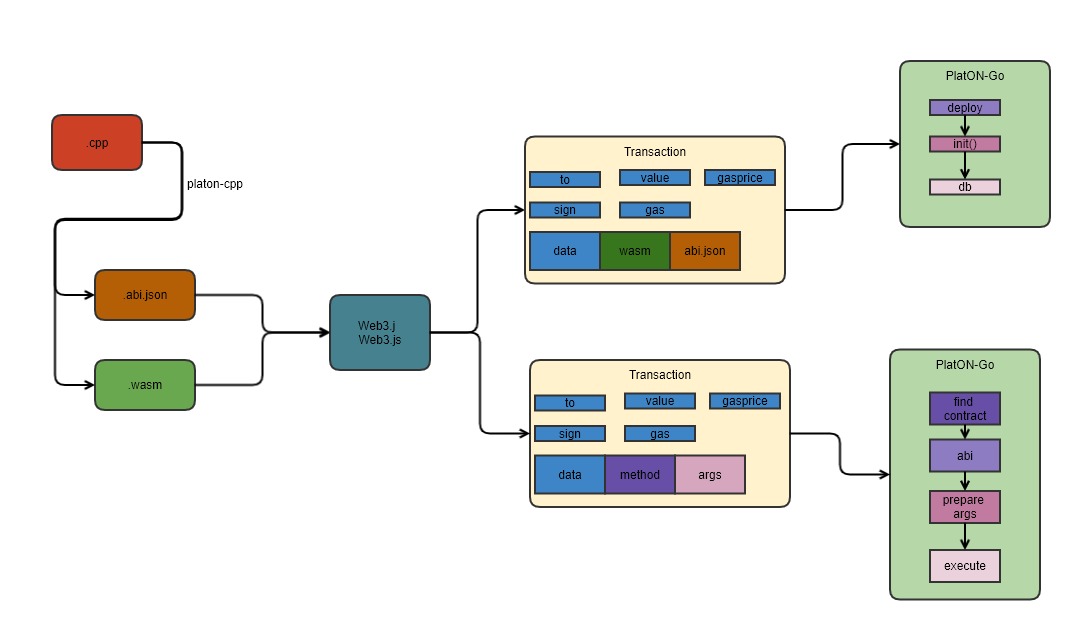 .cpp
platon-cpp
.abi.json
.wasm
Web3.j
Web3.js
Transaction
to
value
gasprice
sign
gas
data
wasm
abi.json
PlatON-Go
deploy
init()
db
Transaction
to
value
gasprice
sign
gas
data
method
args
PlatON-Go
find
contract
abi
prepare
args
execute